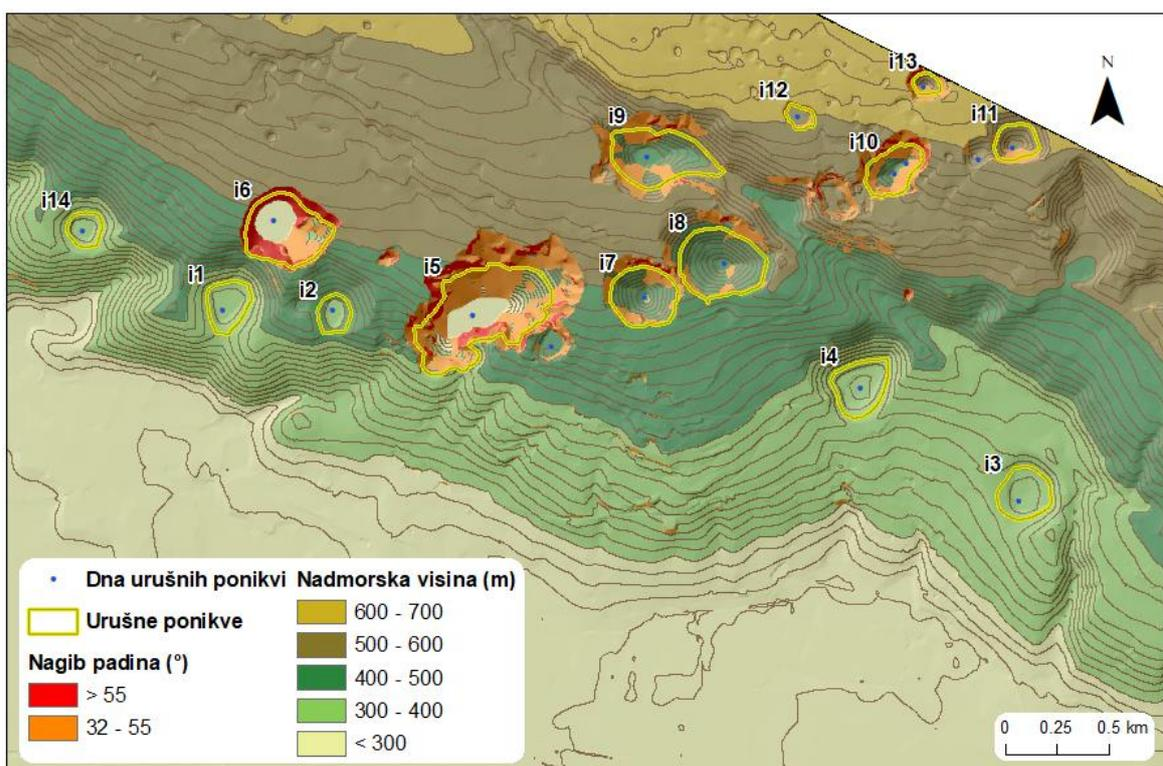 i13
N
i12
i11
i9
i10
i6
i14
i8
i5
i7
i1
i2
i4
i3
Dna urušnih ponikvi
Urušne ponikve
Nagib padina (°)
> 55
32 - 55
Nadmorska visina (m)
600 - 700
500 - 600
400 - 500
300 - 400
< 300
0 0.25 0.5 km